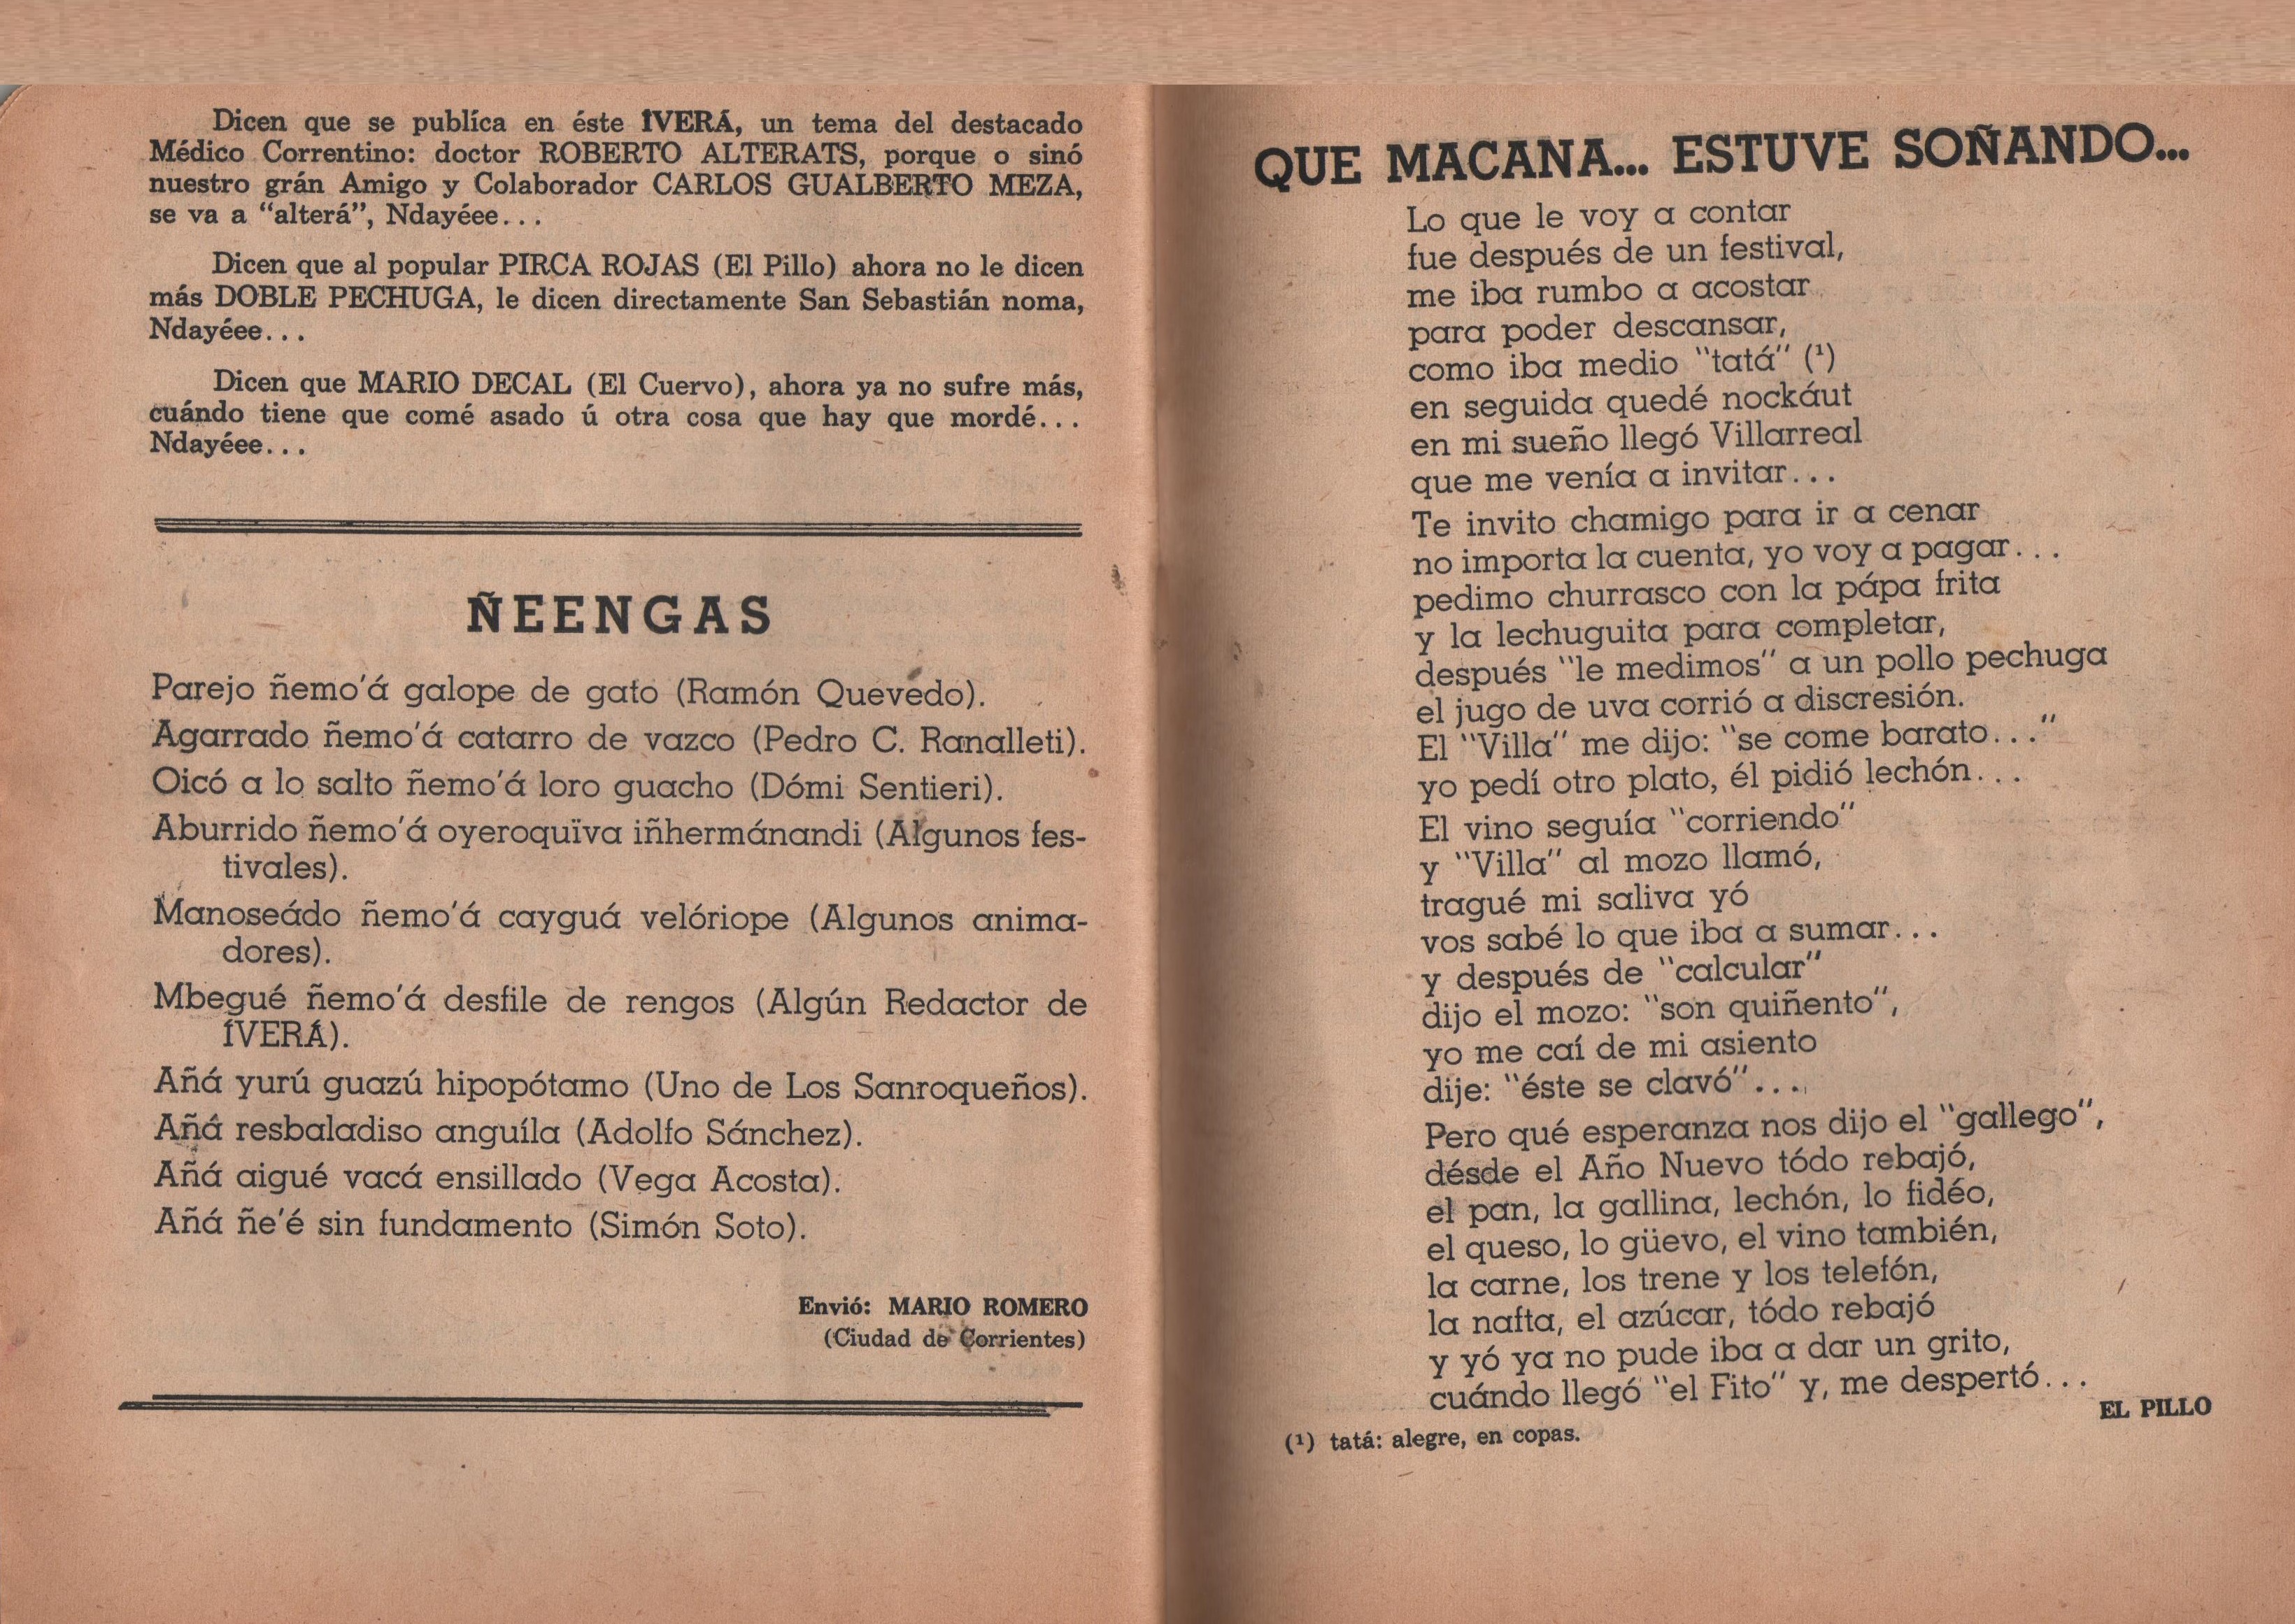 Dicen que se publíca en éste ÍVERÁ, un tema del destacado
Médico Correntino: doctor ROBERTO ALTERATS, porque o sinó
nuestro grán Amigo y Colaborador CARLOS GUALBERTO MEZA,
se va a “alterá”, Ndayéee...
Dicen que al popular PIRCA ROJAS (El Pillo) ahora no le dicen
más DOBLE PECHUGA, le dicen directamente San Sebastián noma,
Ndayéee...
Dicen que MARIO DECAL (El Cuervo), ahora ya no sufre más,
cuándo tiene que comé asado ú otra cosa que hay que mordé...
Ndayéee...
ÑEENGAS
Parejo ñemo'á galope de gato (Ramón Quevedo).
Agarrado ñemo'á catarro de vazco (Pedro C. Ranalleti).
Oicó a lo salto ñemo'á loro guacho (Dómi Sentieri).
Aburrido ñemo'á oyeroquïva iñhermánandi (Algunos fes-
tivales).
Manoseádo ñemo'á cayguá velóriope (Algunos anima-
dores).
Mbegué ñemo'á desfile de rengos (Algún Redactor de
ÍVERÁ).
Añá yurú guazú hipopótamo (Uno de Los Sanroqueños).
Añá resbaladiso anguíla (Adolfo Sánchez).
Añá aigué vacá ensillado (Vega Acosta).
Añá ñe'é sin fundamento (Simón Soto).
Envió: MARIO ROMERO
(Ciudad de Corrientes)
QUE MACANA... ESTUVE SOÑANDO...
Lo que le voy a contar
fue después de un festival,
me iba rumbo a acostar
para poder descansar,
como iba medio "tatá" (¹)
en seguida quedé nockáut
en mi sueño llegó Villarreal
que me venía a invitar...
Te invito chamigo para ir a cenar
no importa la cuenta, yo voy a pagar...
pedimo churrasco con la pápa frita
y la lechuguita para completar,
después "le medimos" a un pollo pechuga
el jugo de uva corrió a discresión.
El "Villa" me dijo: "se come barato..."
yo pedí otro plato, él pidió lechón...
El vino seguía "corriendo"
y "Villa" al mozo llamó,
tragué mi saliva yó
vos sabé lo que iba a sumar...
y después de "calcular"
dijo el mozo: "son quiñento",
yo me caí de mi asiento
dije: "éste se clavó"...
Pero qué esperanza nos dijo el "gallego",
désde el Año Nuevo tódo rebajó,
el pan, la gallina, lechón, lo fidéo,
el queso, lo güevo, el vino también,
la carne, los trene y los telefón,
la nafta, el azúcar, tódo rebajó
y yó ya no pude iba a dar un grito,
cuándo llegó "el Fito" y, me despertó...
EL PILLO
(¹) tatá: alegre, en copas.